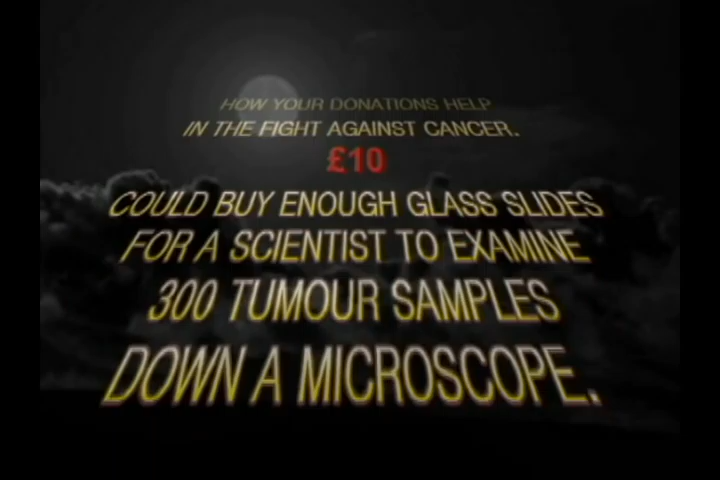 HOW YOUR DONATIONS HELP
IN THE FIGHT AGAINST CANCER.
£10
COULD BUY ENOUGH GLASS SLIDES
FOR A SCIENTIST TO EXAMINE
300 TUMOUR SAMPLES
DOWN A MICROSCOPE.